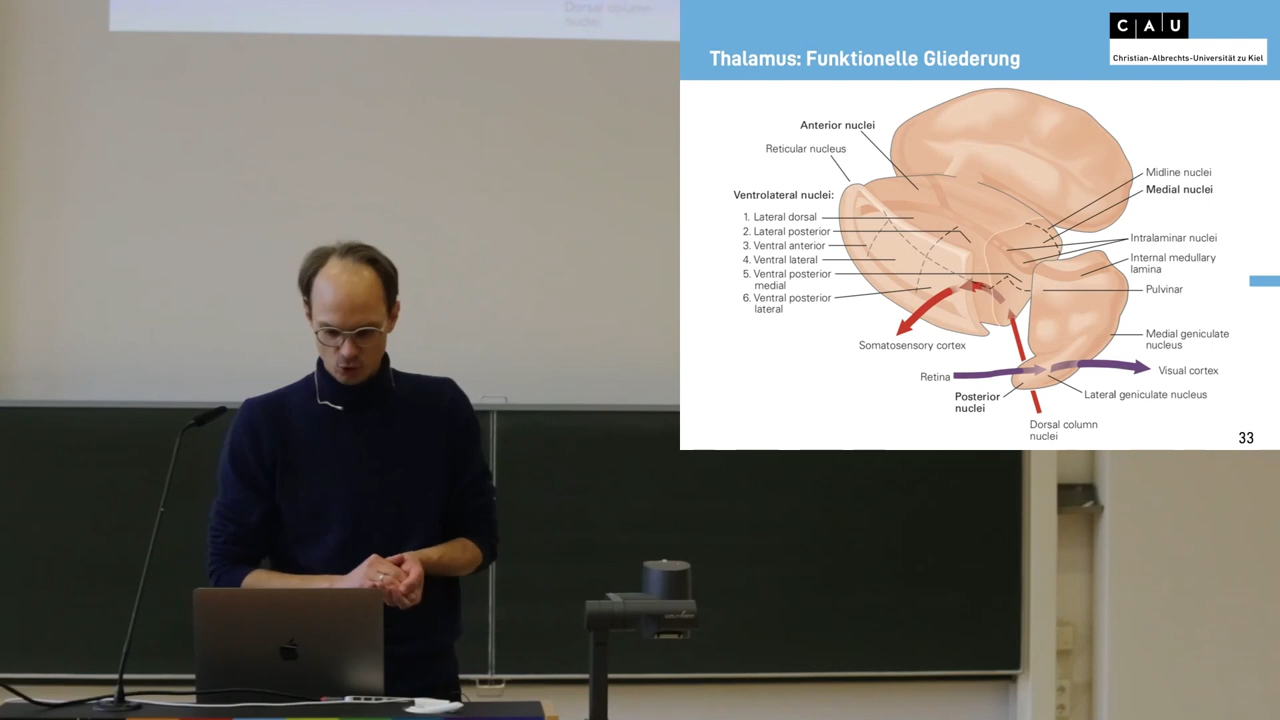 Dorsal column
nuclei
Thalamus: Funktionelle Gliederung
C A U
Christian-Albrechts-Universität zu Kiel
Anterior nuclei
Reticular nucleus
Ventrolateral nuclei:
1. Lateral dorsal
2. Lateral posterior
3. Ventral anterior
4. Ventral lateral
5. Ventral posterior
medial
6. Ventral posterior
lateral
Midline nuclei
Medial nuclei
Intralaminar nuclei
Internal medullary
lamina
Pulvinar
Medial geniculate
nucleus
Somatosensory cortex
Retina
Visual cortex
Posterior
nuclei
Lateral geniculate nucleus
Dorsal column
nuclei
33